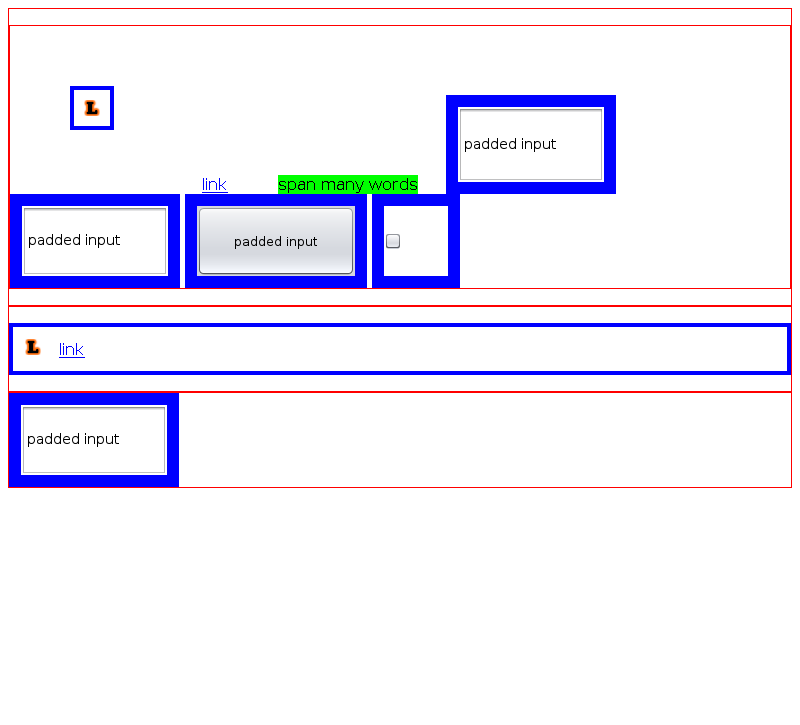 L
padded input
link span many words
padded input padded input
L link
padded input